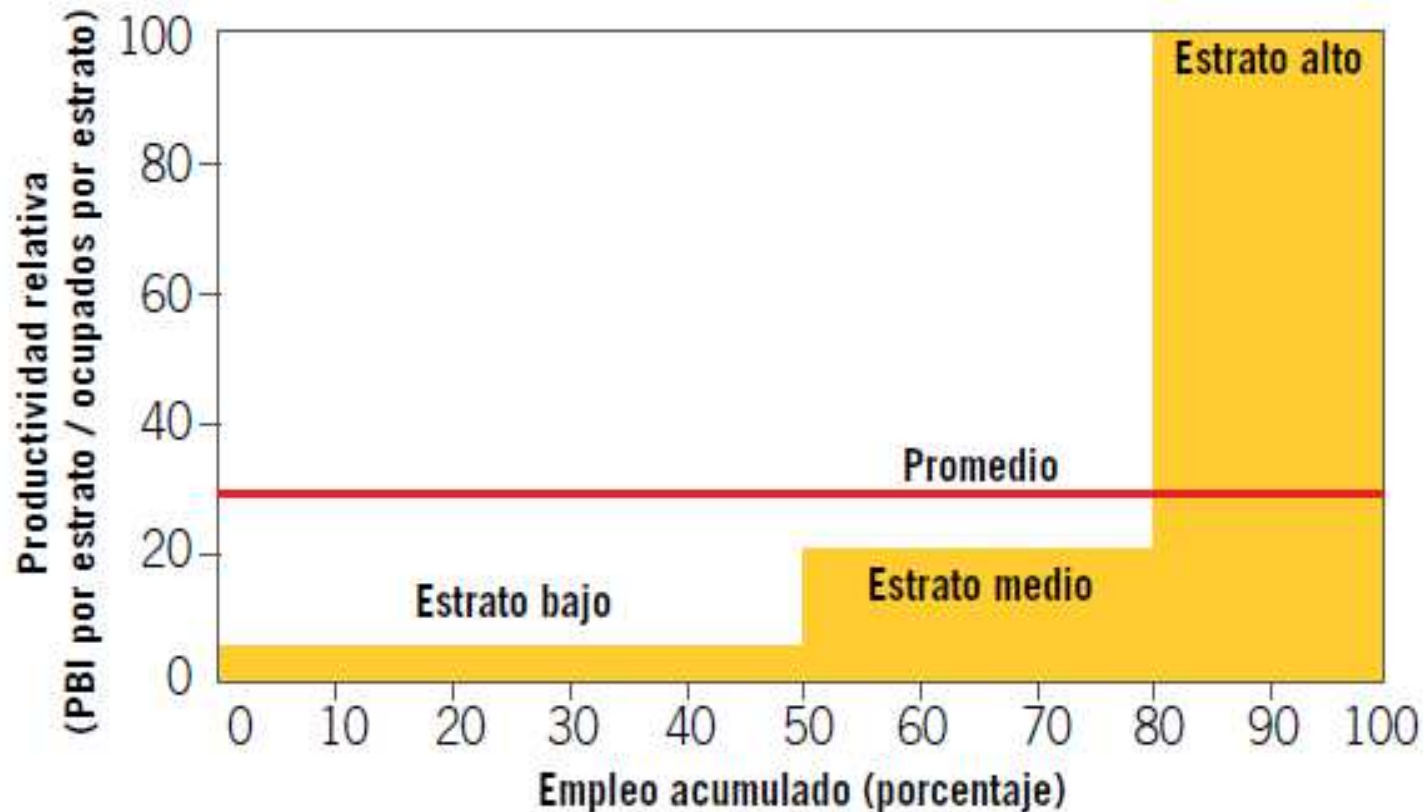 Productividad relativa
(PBI por estrato / ocupados por estrato)
100
80
60
40
20
0
Estrato alto
Promedio
Estrato bajo
Estrato medio
0 10 20 30 40 50 60 70 80 90 100
Empleo acumulado (porcentaje)